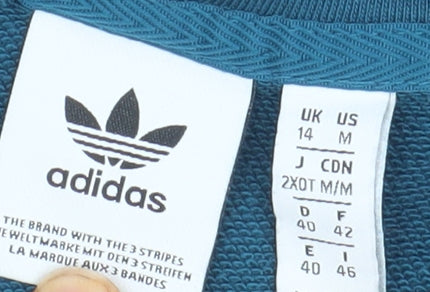 adidas
THE BRAND WITH THE 3 STRIPES
WELTMARKE MIT DEN 3 STREIFEN
LA MARQUE AUX 3 BANDES
UK US
14 M
J CDN
2XOT M/M
D F
40 42
E I
40 46